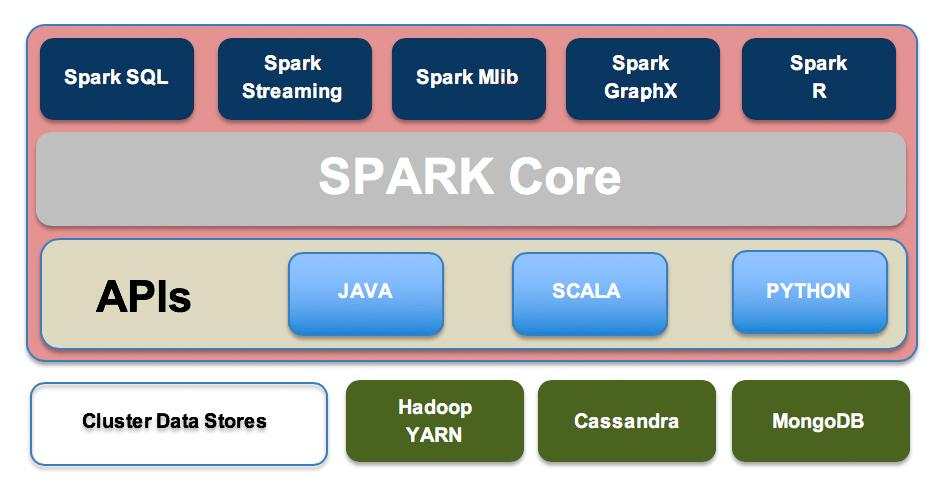 Spark SQL
Spark
Streaming
Spark Mlib
Spark
GraphX
Spark
R
SPARK Core
APIs
JAVA
SCALA
PYTHON
Cluster Data Stores
Hadoop
YARN
Cassandra
MongoDB